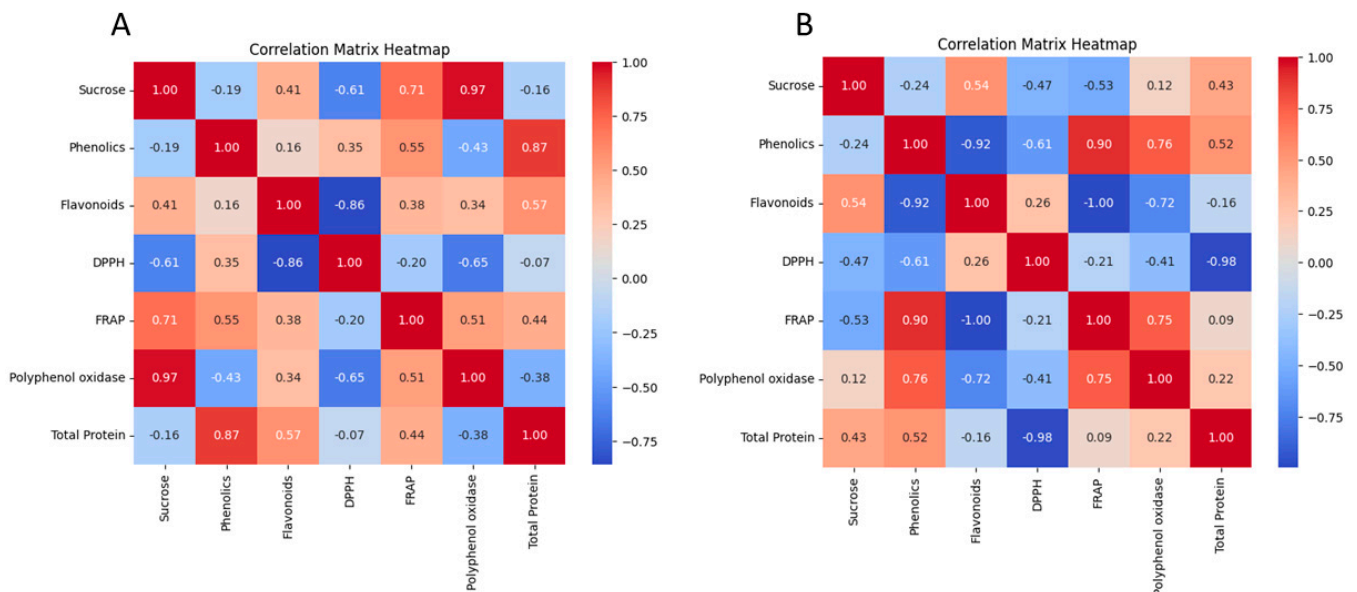 A
Correlation Matrix Heatmap
Sucrose 1.00 -0.19 0.41 -0.61 0.71 0.97 -0.16
Phenolics -0.19 1.00 0.16 0.35 0.55 -0.43 0.87
Flavonoids 0.41 0.16 1.00 -0.86 0.38 0.34 0.57
DPPH -0.61 0.35 -0.86 1.00 -0.20 -0.65 -0.07
FRAP 0.71 0.55 0.38 -0.20 1.00 0.51 0.44
Polyphenol oxidase 0.97 -0.43 0.34 -0.65 0.51 1.00 -0.38
Total Protein -0.16 0.87 0.57 -0.07 0.44 -0.38 1.00
Sucrose
Phenolics
Flavonoids
DPPH
FRAP
Polyphenol oxidase
Total Protein
1.00
0.75
0.50
0.25
0.00
−0.25
−0.50
−0.75
B
Correlation Matrix Heatmap
Sucrose 1.00 -0.24 0.54 -0.47 -0.53 0.12 0.43
Phenolics -0.24 1.00 -0.92 -0.61 0.90 0.76 0.52
Flavonoids 0.54 -0.92 1.00 0.26 -1.00 -0.72 -0.16
DPPH -0.47 -0.61 0.26 1.00 -0.21 -0.41 -0.98
FRAP -0.53 0.90 -1.00 -0.21 1.00 0.75 0.09
Polyphenol oxidase 0.12 0.76 -0.72 -0.41 0.75 1.00 0.22
Total Protein 0.43 0.52 -0.16 -0.98 0.09 0.22 1.00
Sucrose
Phenolics
Flavonoids
DPPH
FRAP
Polyphenol oxidase
Total Protein
1.00
0.75
0.50
0.25
0.00
−0.25
−0.50
−0.75